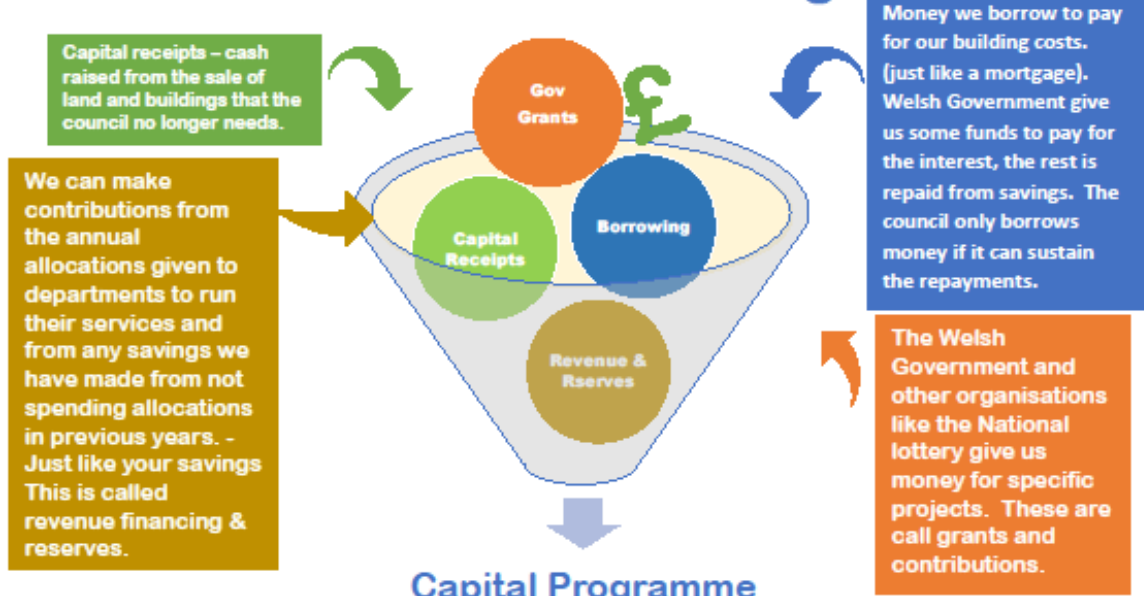 Capital receipts – cash
raised from the sale of
land and buildings that the
council no longer needs.
We can make
contributions from
the annual
allocations given to
departments to run
their services and
from any savings we
have made from not
spending allocations
in previous years. -
Just like your savings
This is called
revenue financing &
reserves.
Gov
Grants
£
Capital
Receipts
Borrowing
Revenue &
Rserves
Money we borrow to pay
for our building costs.
(just like a mortgage).
Welsh Government give
us some funds to pay for
the interest, the rest is
repaid from savings. The
council only borrows
money if it can sustain
the repayments.
The Welsh
Government and
other organisations
like the National
lottery give us
money for specific
projects. These are
call grants and
contributions.
Capital Programme